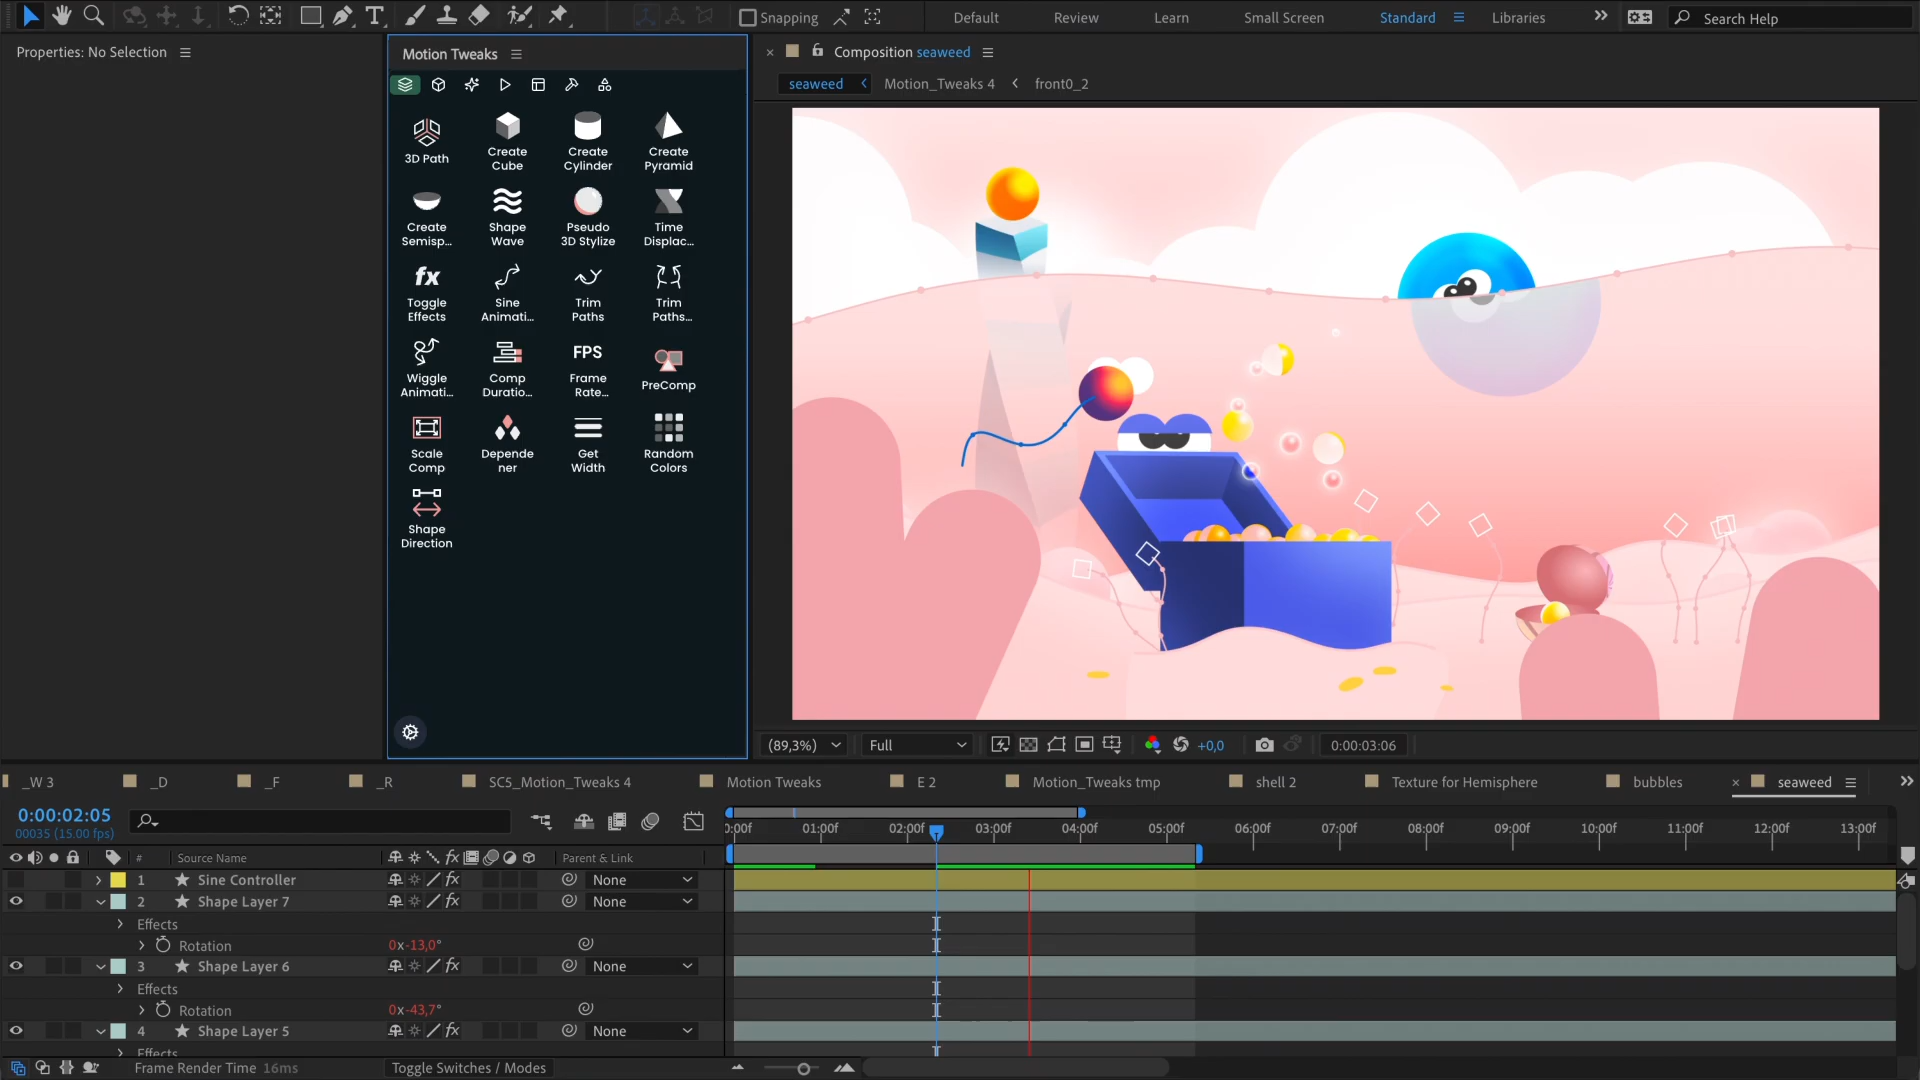 Snapping
Default
Review
Learn
Small Screen
Standard
Libraries
Search Help
Properties: No Selection
Motion Tweaks
Composition seaweed
seaweed
Motion_Tweaks 4
front0_2
3D Path
Create
Cube
Create
Cylinder
Create
Pyramid
Create
Semisp...
Shape
Wave
Pseudo
3D Stylize
Time
Displac...
fx
Toggle
Effects
Sine
Animati...
Trim
Paths
Trim
Paths...
Wiggle
Animati...
Comp
Duratio...
FPS
Frame
Rate...
PreComp
Scale
Comp
Depende
ner
Get
Width
Random
Colors
Shape
Direction
(89,3%)
Full
+0,0
0:00:03:06
_W 3
_D
_F
_R
SC5_Motion_Tweaks 4
Motion Tweaks
E 2
Motion_Tweaks tmp
shell 2
Texture for Hemisphere
bubbles
seaweed
0:00:02:05
00035 (15.00 fps)
0:00f 01:00f 02:00f 03:00f 04:00f 05:00f 06:00f 07:00f 08:00f 09:00f 10:00f 11:00f 12:00f 13:00f
# Source Name fx Parent & Link
1 Sine Controller fx None
2 Shape Layer 7 fx None
Effects
Rotation 0x-13,0°
3 Shape Layer 6 fx None
Effects
Rotation 0x-43,7°
4 Shape Layer 5 fx None
Effects
Frame Render Time 16ms
Toggle Switches / Modes